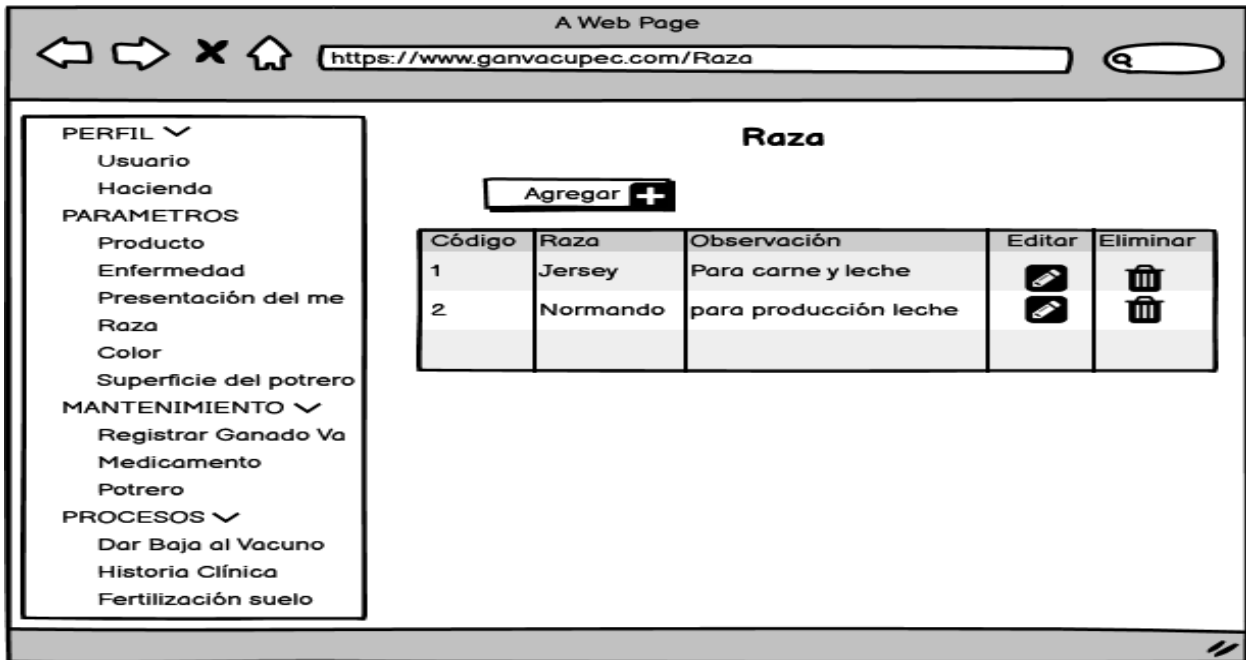 A Web Page
https://www.ganvacupec.com/Raza
PERFIL
Usuario
Hacienda
PARAMETROS
Producto
Enfermedad
Presentación del me
Raza
Color
Superficie del potrero
MANTENIMIENTO
Registrar Ganado Va
Medicamento
Potrero
PROCESOS
Dar Baja al Vacuno
Historia Clínica
Fertilización suelo
Raza
Agregar
Código Raza Observación Editar Eliminar
1 Jersey Para carne y leche
2 Normando para producción leche